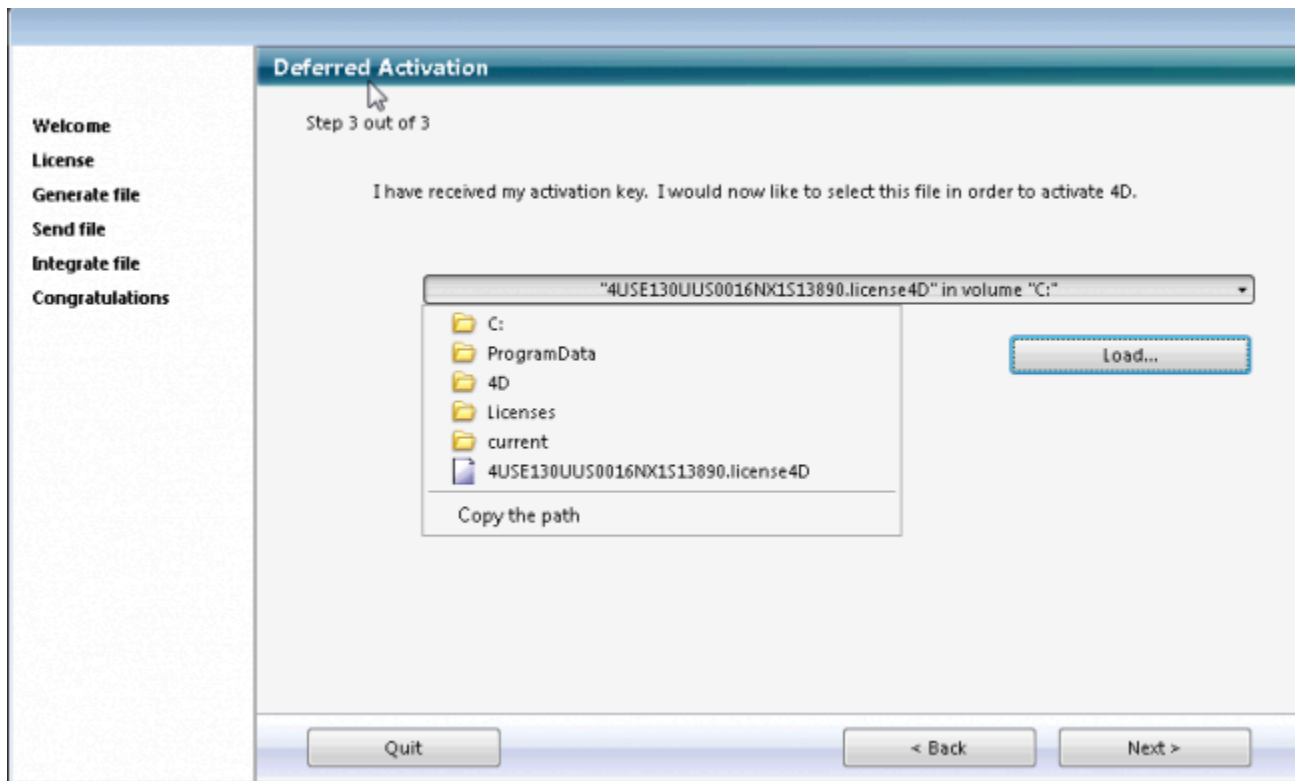 Deferred Activation
Welcome
License
Generate file
Send file
Integrate file
Congratulations
Step 3 out of 3
I have received my activation key. I would now like to select this file in order to activate 4D.
"4USE130UUS0016NX1S13890.license4D" in volume "C:"
C:
ProgramData
4D
Licenses
current
4USE130UUS0016NX1S13890.license4D
Copy the path
Load...
Quit
< Back
Next >